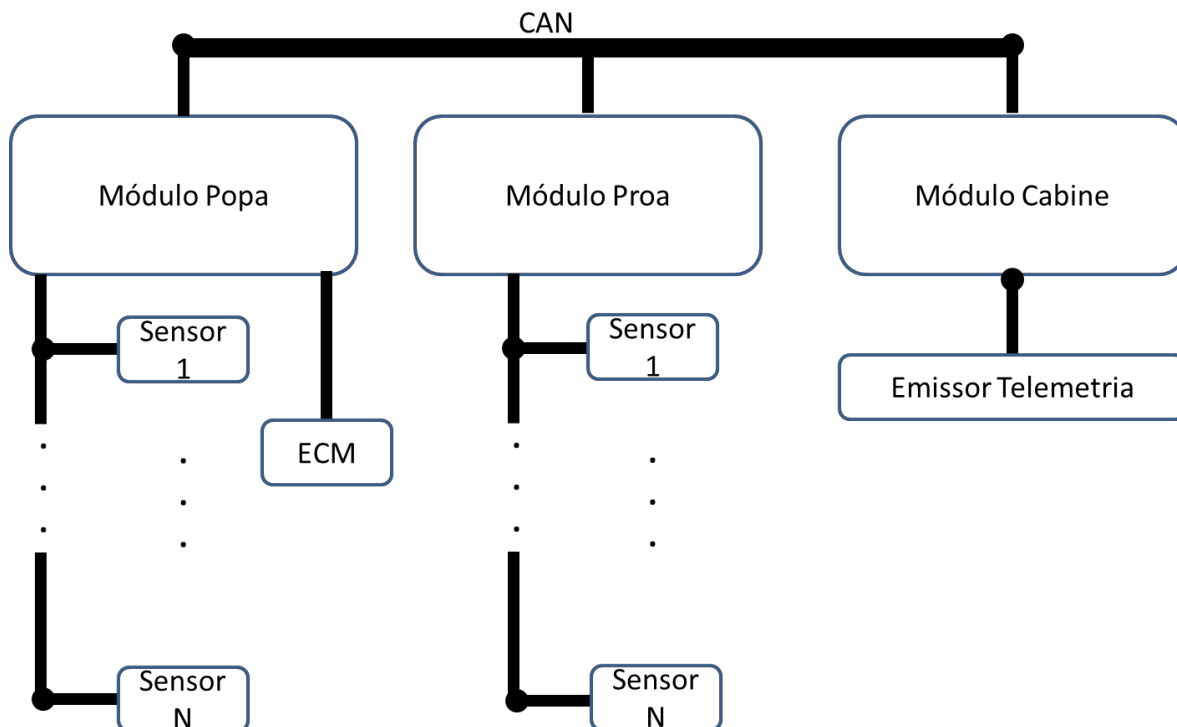 CAN
Módulo Popa
Módulo Proa
Módulo Cabine
Sensor
1
Sensor
1
Emissor Telemetria
ECM
Sensor
N
Sensor
N